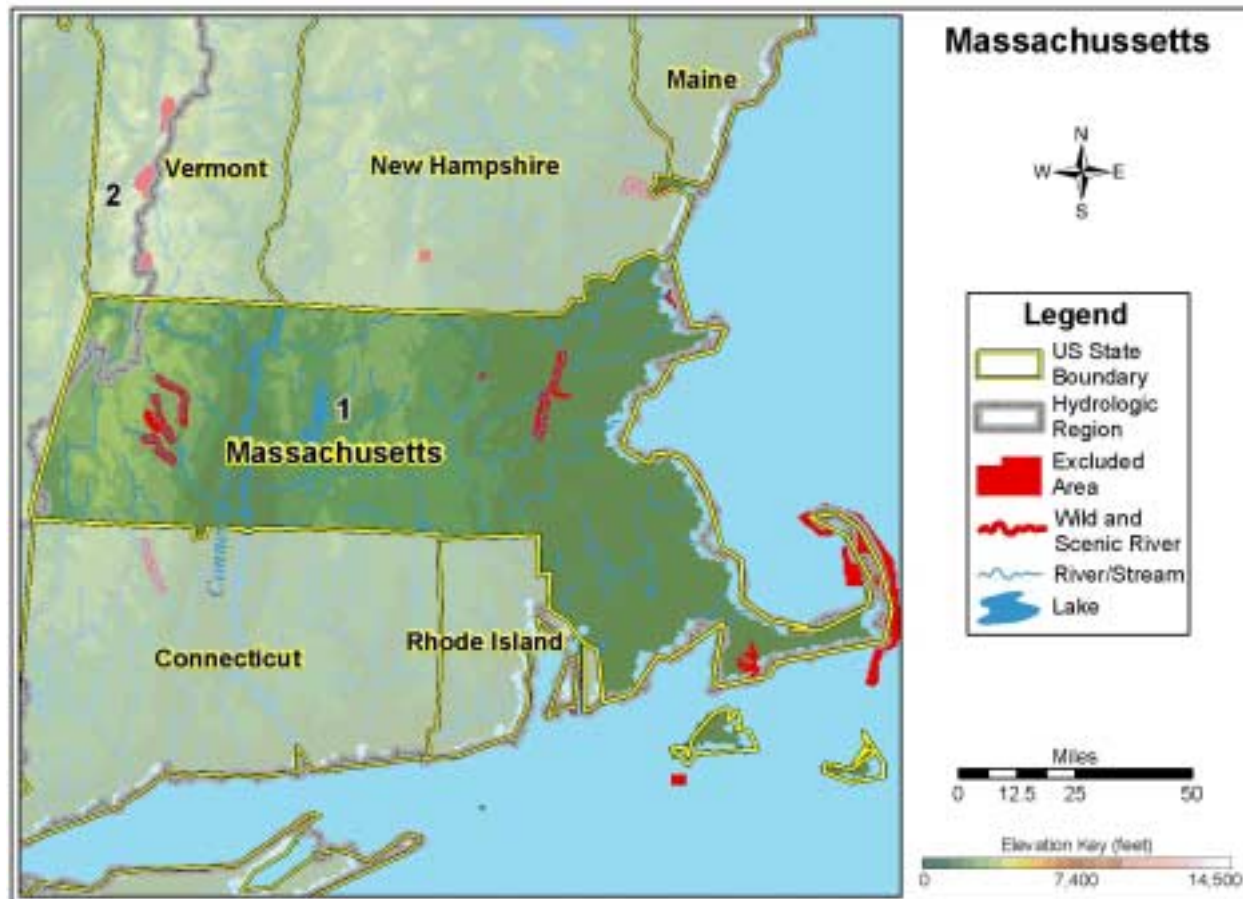 Massachussetts
Maine
Vermont
New Hampshire
2
N
W E
S
1
Massachusetts
Connecticut
Rhode Island
Legend
US State
Boundary
Hydrologic
Region
Excluded
Area
Wild and
Scenic River
River/Stream
Lake
Miles
0 12.5 25 50
Elevation Key (feet)
0 7,400 14,500